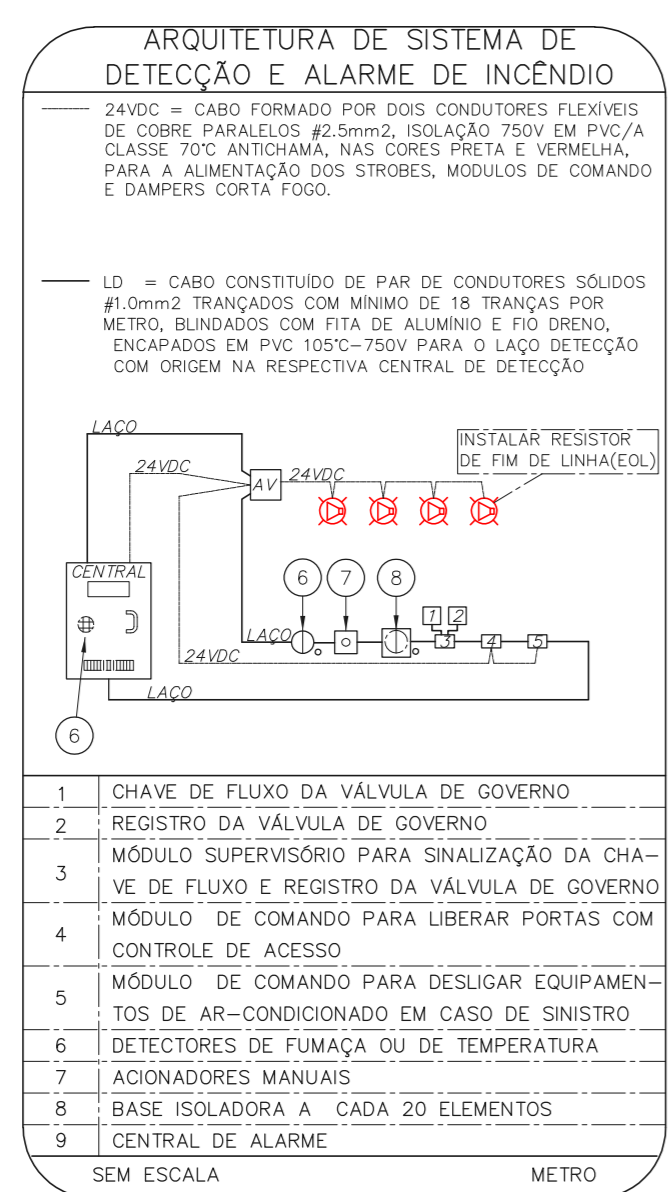 ARQUITETURA DE SISTEMA DE
DETECÇÃO E ALARME DE INCÊNDIO
24VDC = CABO FORMADO POR DOIS CONDUTORES FLEXÍVEIS
DE COBRE PARALELOS #2.5mm2, ISOLAÇÃO 750V EM PVC/A
CLASSE 70°C ANTICHAMA, NAS CORES PRETA E VERMELHA,
PARA A ALIMENTAÇÃO DOS STROBES, MODULOS DE COMANDO
E DAMPERS CORTA FOGO.
LD = CABO CONSTITUÍDO DE PAR DE CONDUTORES SÓLIDOS
#1.0mm2 TRANÇADOS COM MÍNIMO DE 18 TRANÇAS POR
METRO, BLINDADOS COM FITA DE ALUMÍNIO E FIO DRENO,
ENCAPADOS EM PVC 105°C-750V PARA O LAÇO DETECÇÃO
COM ORIGEM NA RESPECTIVA CENTRAL DE DETECÇÃO
LAÇO
INSTALAR RESISTOR
DE FIM DE LINHA(EOL)
24VDC
AV
24VDC
CENTRAL
6
7
8
1
2
LAÇO
3
4
5
24VDC
LAÇO
6
1 CHAVE DE FLUXO DA VÁLVULA DE GOVERNO
2 REGISTRO DA VÁLVULA DE GOVERNO
3 MÓDULO SUPERVISÓRIO PARA SINALIZAÇÃO DA CHA-
VE DE FLUXO E REGISTRO DA VÁLVULA DE GOVERNO
4 MÓDULO DE COMANDO PARA LIBERAR PORTAS COM
CONTROLE DE ACESSO
5 MÓDULO DE COMANDO PARA DESLIGAR EQUIPAMEN-
TOS DE AR-CONDICIONADO EM CASO DE SINISTRO
6 DETECTORES DE FUMAÇA OU DE TEMPERATURA
7 ACIONADORES MANUAIS
8 BASE ISOLADORA A CADA 20 ELEMENTOS
9 CENTRAL DE ALARME
SEM ESCALA METRO